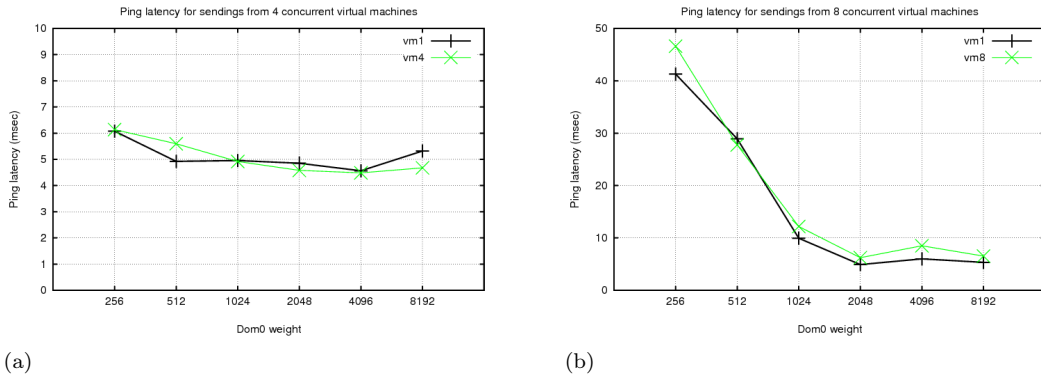 Ping latency for sendings from 4 concurrent virtual machines
10
9
8
7
6
5
4
3
2
1
0
Ping latency (msec)
vm1
vm4
256 512 1024 2048 4096 8192
Dom0 weight
(a)
Ping latency for sendings from 8 concurrent virtual machines
50
40
30
20
10
0
Ping latency (msec)
vm1
vm8
256 512 1024 2048 4096 8192
Dom0 weight
(b)